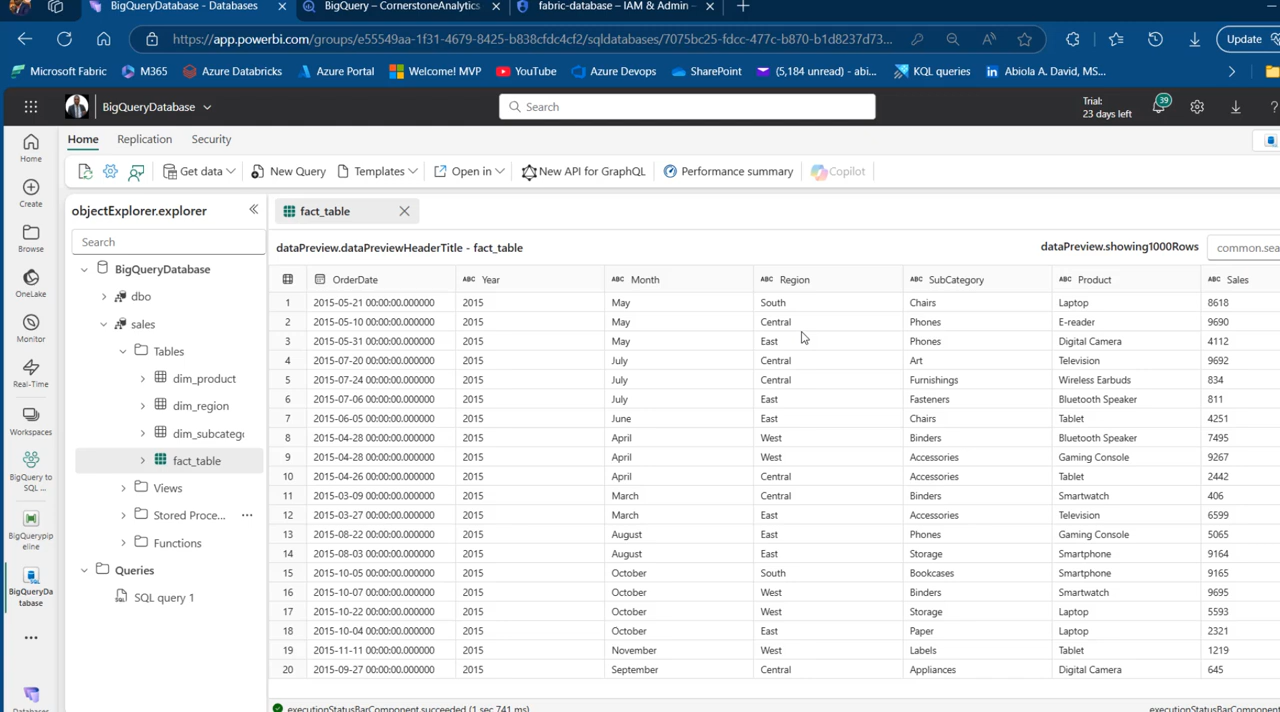 BigQueryDatabase - Databases
BigQuery – CornerstoneAnalytics
fabric-database – IAM & Admin -
https://app.powerbi.com/groups/e55549aa-1f31-4679-8425-b838cfdc4cf2/sqldatabases/7075bc25-fdcc-477c-b870-b1d8237d73...
Update
Microsoft Fabric
M365
Azure Databricks
Azure Portal
Welcome! MVP
YouTube
Azure Devops
SharePoint
(5,184 unread) - abi...
KQL queries
Abiola A. David, MS...
BigQueryDatabase
Search
Trial:
23 days left
39
Home Replication Security
Get data
New Query
Templates
Open in
New API for GraphQL
Performance summary
Copilot
Home
Create
Browse
OneLake
Monitor
Real-Time
Workspaces
BigQuery to
SQL ...
BigQuerypip
eline
BigQueryDa
tabase
...
Databases
objectExplorer.explorer
Search
BigQueryDatabase
dbo
sales
Tables
dim_product
dim_region
dim_subcatego
fact_table
Views
Stored Proce... ...
Functions
Queries
SQL query 1
fact_table
dataPreview.dataPreviewHeaderTitle - fact_table
dataPreview.showing1000Rows
common.sea
OrderDate ABC Year ABC Month ABC Region ABC SubCategory ABC Product ABC Sales
1 2015-05-21 00:00:00.000000 2015 May South Chairs Laptop 8618
2 2015-05-10 00:00:00.000000 2015 May Central Phones E-reader 9690
3 2015-05-31 00:00:00.000000 2015 May East Phones Digital Camera 4112
4 2015-07-20 00:00:00.000000 2015 July Central Art Television 9692
5 2015-07-24 00:00:00.000000 2015 July Central Furnishings Wireless Earbuds 834
6 2015-07-06 00:00:00.000000 2015 July East Fasteners Bluetooth Speaker 811
7 2015-06-05 00:00:00.000000 2015 June East Chairs Tablet 4251
8 2015-04-28 00:00:00.000000 2015 April West Binders Bluetooth Speaker 7495
9 2015-04-28 00:00:00.000000 2015 April West Accessories Gaming Console 9267
10 2015-04-26 00:00:00.000000 2015 April Central Accessories Tablet 2442
11 2015-03-09 00:00:00.000000 2015 March Central Binders Smartwatch 406
12 2015-03-27 00:00:00.000000 2015 March East Accessories Television 6599
13 2015-08-22 00:00:00.000000 2015 August East Phones Gaming Console 5065
14 2015-08-03 00:00:00.000000 2015 August East Storage Smartphone 9164
15 2015-10-05 00:00:00.000000 2015 October South Bookcases Smartphone 9165
16 2015-10-07 00:00:00.000000 2015 October West Binders Smartwatch 9695
17 2015-10-22 00:00:00.000000 2015 October West Storage Laptop 5593
18 2015-10-04 00:00:00.000000 2015 October East Paper Laptop 2321
19 2015-11-11 00:00:00.000000 2015 November West Labels Tablet 1219
20 2015-09-27 00:00:00.000000 2015 September Central Appliances Digital Camera 645
executionStatusBarComponent.succeeded (1 sec 741 ms)
executionStatusBarComponent